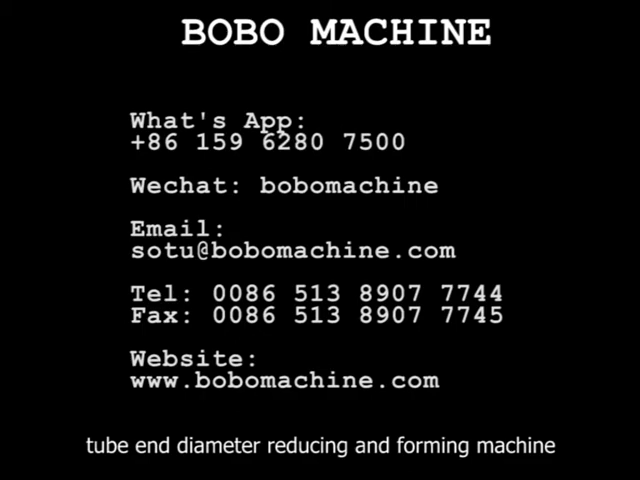 BOBO MACHINE
What's App:
+86 159 6280 7500
Wechat: bobomachine
Email:
sotu@bobomachine.com
Tel: 0086 513 8907 7744
Fax: 0086 513 8907 7745
Website:
www.bobomachine.com
tube end diameter reducing and forming machine